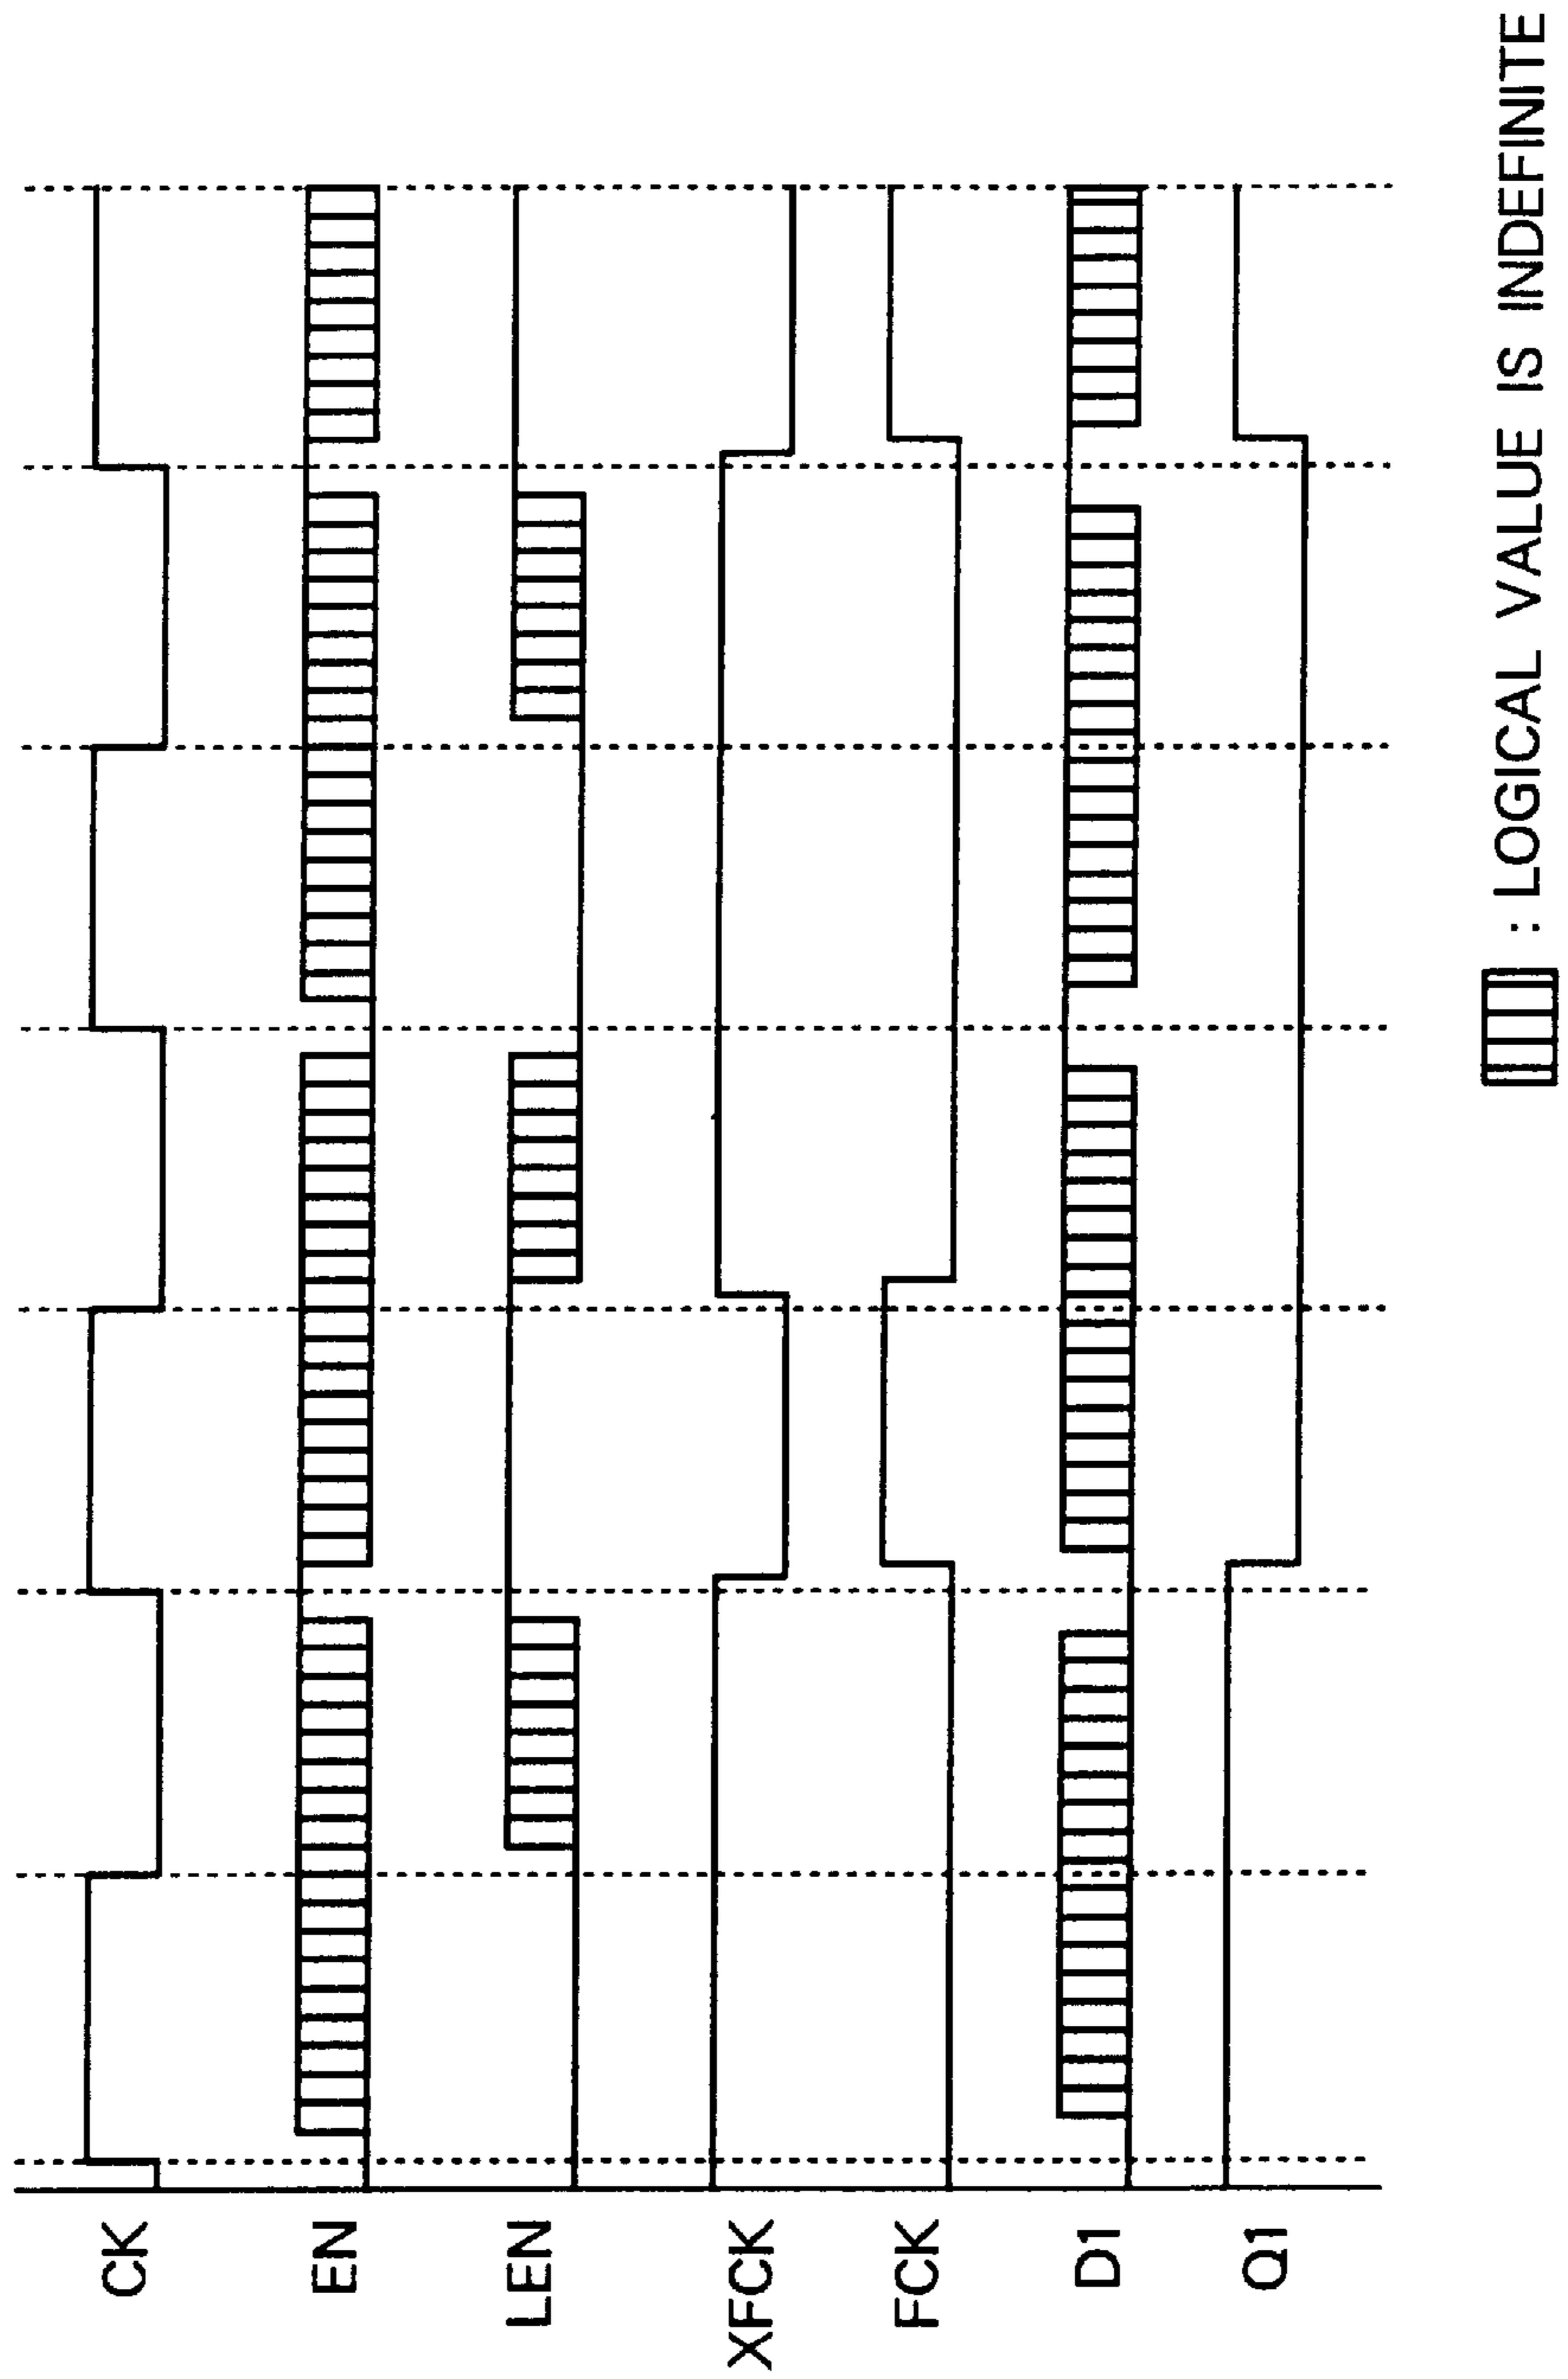 CK
EN
LEN
XFCK
FCK
D1
Q1
: LOGICAL VALUE IS INDEFINITE